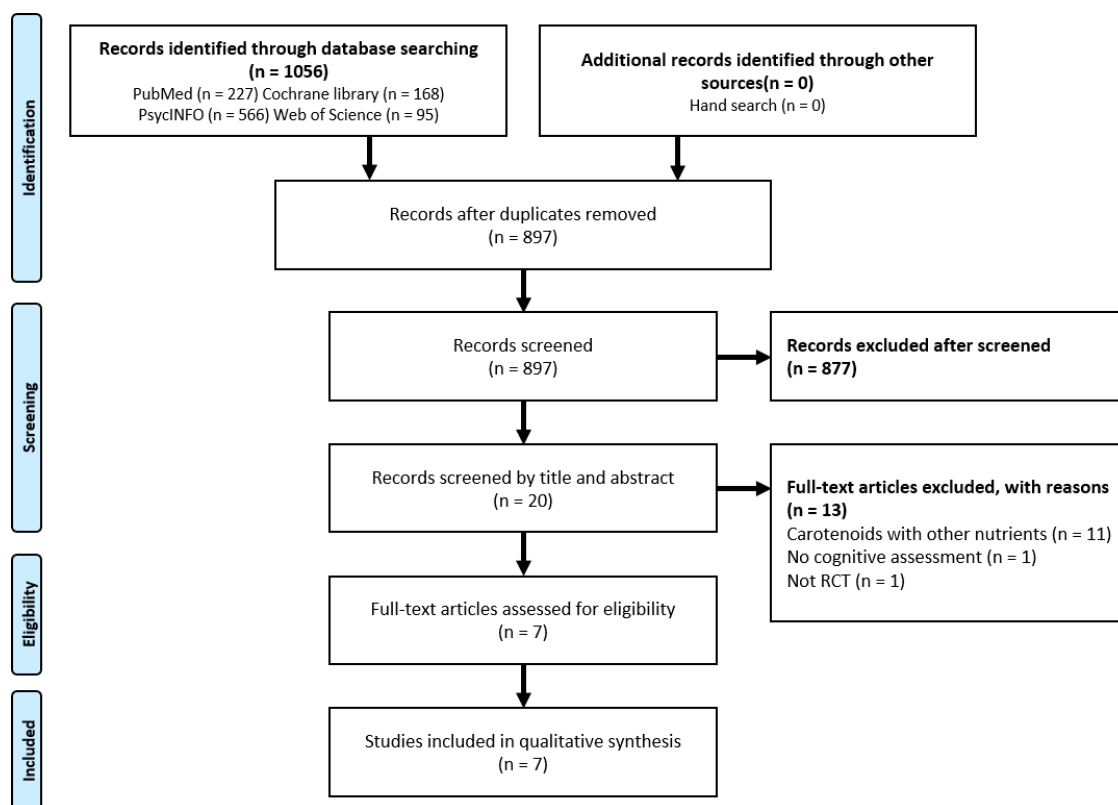 Identification
Records identified through database searching
(n = 1056)
PubMed (n = 227) Cochrane library (n = 168)
PsycINFO (n = 566) Web of Science (n = 95)
Additional records identified through other
sources(n = 0)
Hand search (n = 0)
Records after duplicates removed
(n = 897)
Screening
Records screened
(n = 897)
Records excluded after screened
(n = 877)
Records screened by title and abstract
(n = 20)
Full-text articles excluded, with reasons
(n = 13)
Carotenoids with other nutrients (n = 11)
No cognitive assessment (n = 1)
Not RCT (n = 1)
Eligibility
Full-text articles assessed for eligibility
(n = 7)
Included
Studies included in qualitative synthesis
(n = 7)